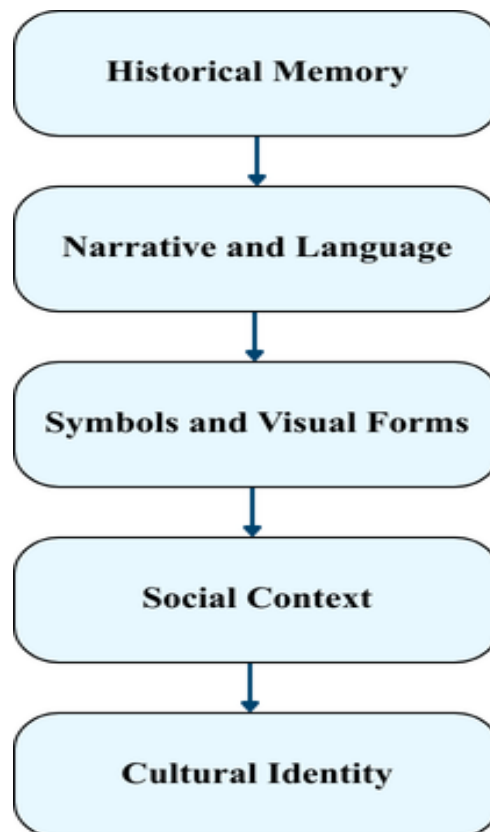 Historical Memory
Narrative and Language
Symbols and Visual Forms
Social Context
Cultural Identity